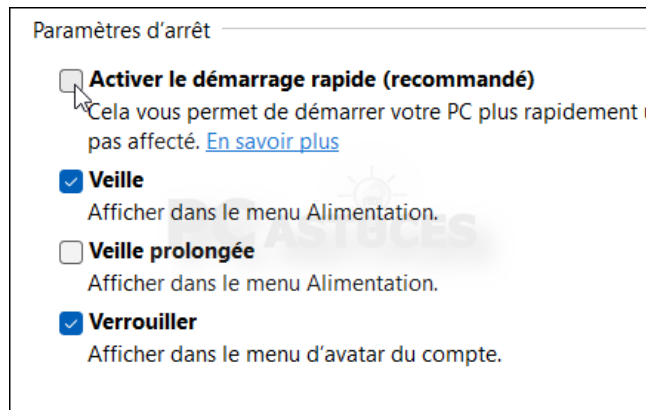 Paramètres d'arrêt
Activer le démarrage rapide (recommandé)
Cela vous permet de démarrer votre PC plus rapidement
pas affecté. En savoir plus
Veille
Afficher dans le menu Alimentation.
PC ASTUCES
Veille prolongée
Afficher dans le menu Alimentation.
Verrouiller
Afficher dans le menu d'avatar du compte.